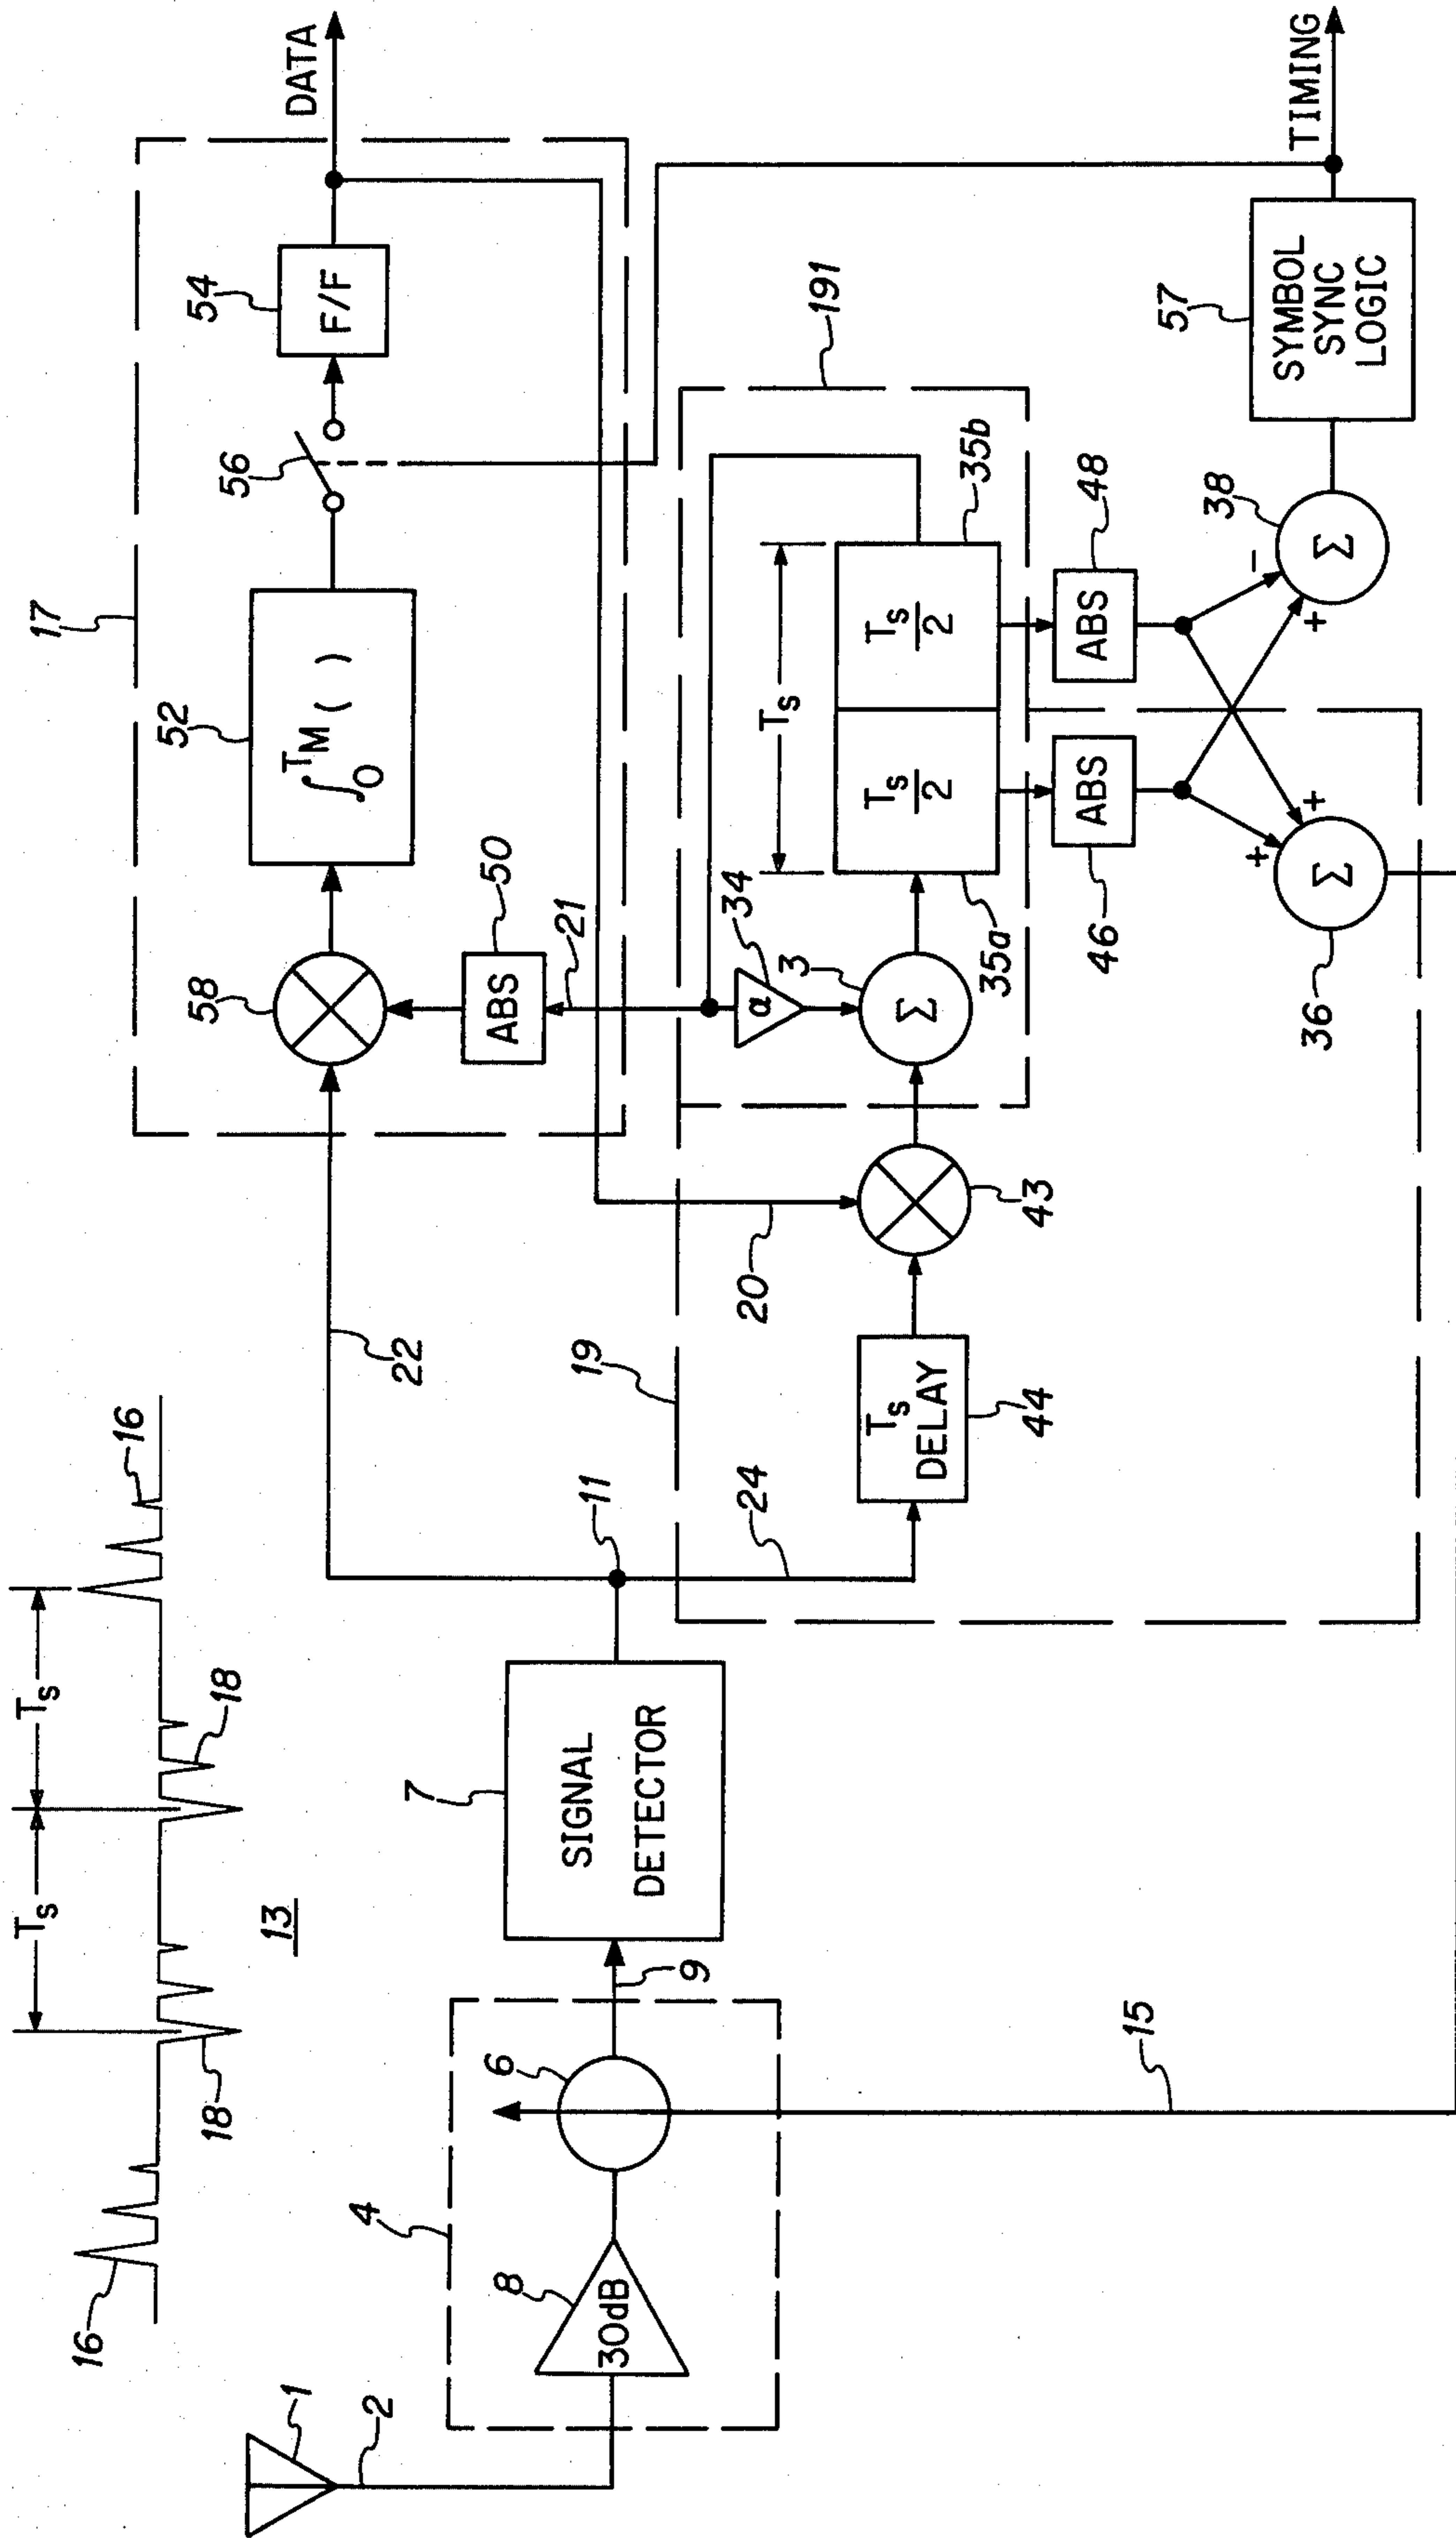 16
18
Ts
Ts
18
16
13
1
2
4
8
30dB
6
9
7
SIGNAL
DETECTOR
11
22
24
15
17
58
52
∫₀ᵀᴹ ( )
56
54
F/F
DATA
50
ABS
21
19
Ts
DELAY
44
20
43
191
34
α
3
Σ
35a
Ts
Ts/2
Ts/2
35b
ABS
46
ABS
48
+
+
Σ
36
-
+
Σ
38
57
SYMBOL
SYNC
LOGIC
TIMING